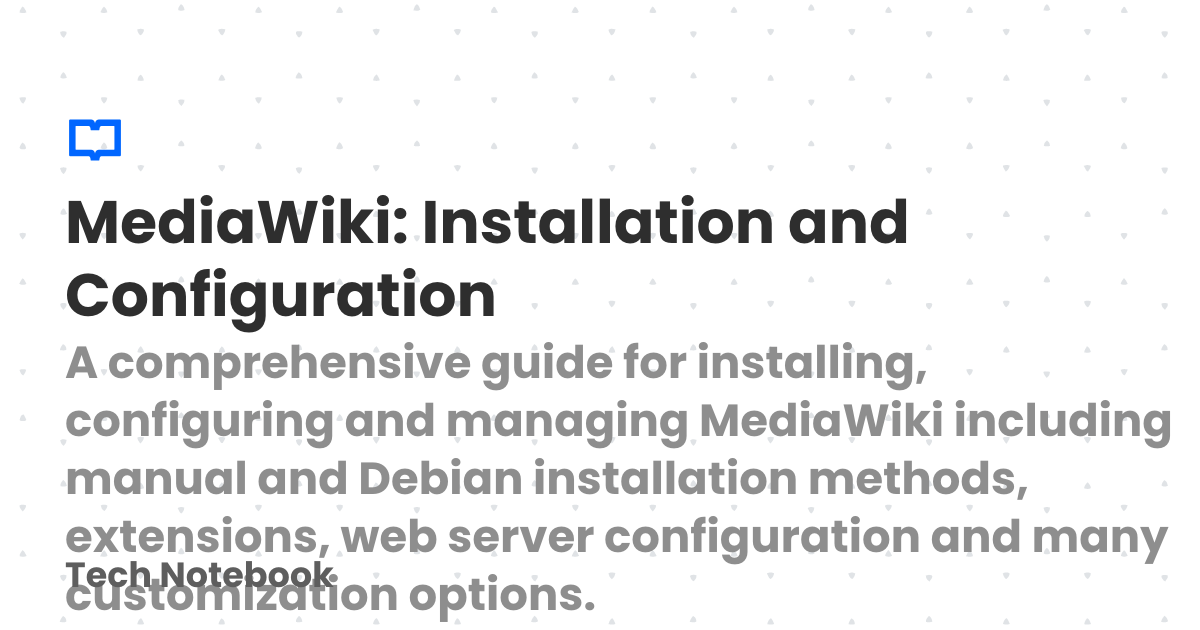 MediaWiki: Installation and
Configuration
A comprehensive guide for installing,
configuring and managing MediaWiki including
manual and Debian installation methods,
extensions, web server configuration and many
Tech Notebook
customization options.